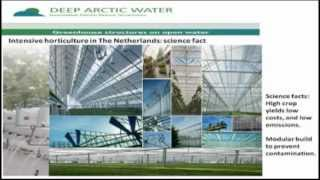 DEEP ARCTIC WATER
Greenhouse structures on open water
Intensive horticulture in The Netherlands: science fact
Science facts:
High crop
yields low
costs, and low
emissions.
Modular build
to prevent
contamination.